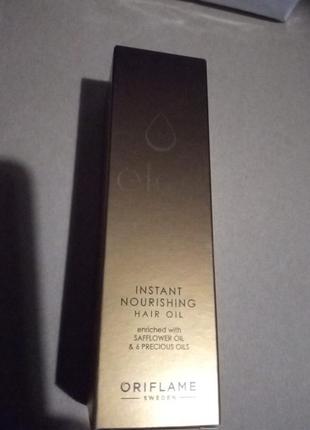 INSTANT
NOURISHING
HAIR OIL
enriched with
SAFFLOWER OIL
& 6 PRECIOUS OILS
ORIFLAME
SWEDEN